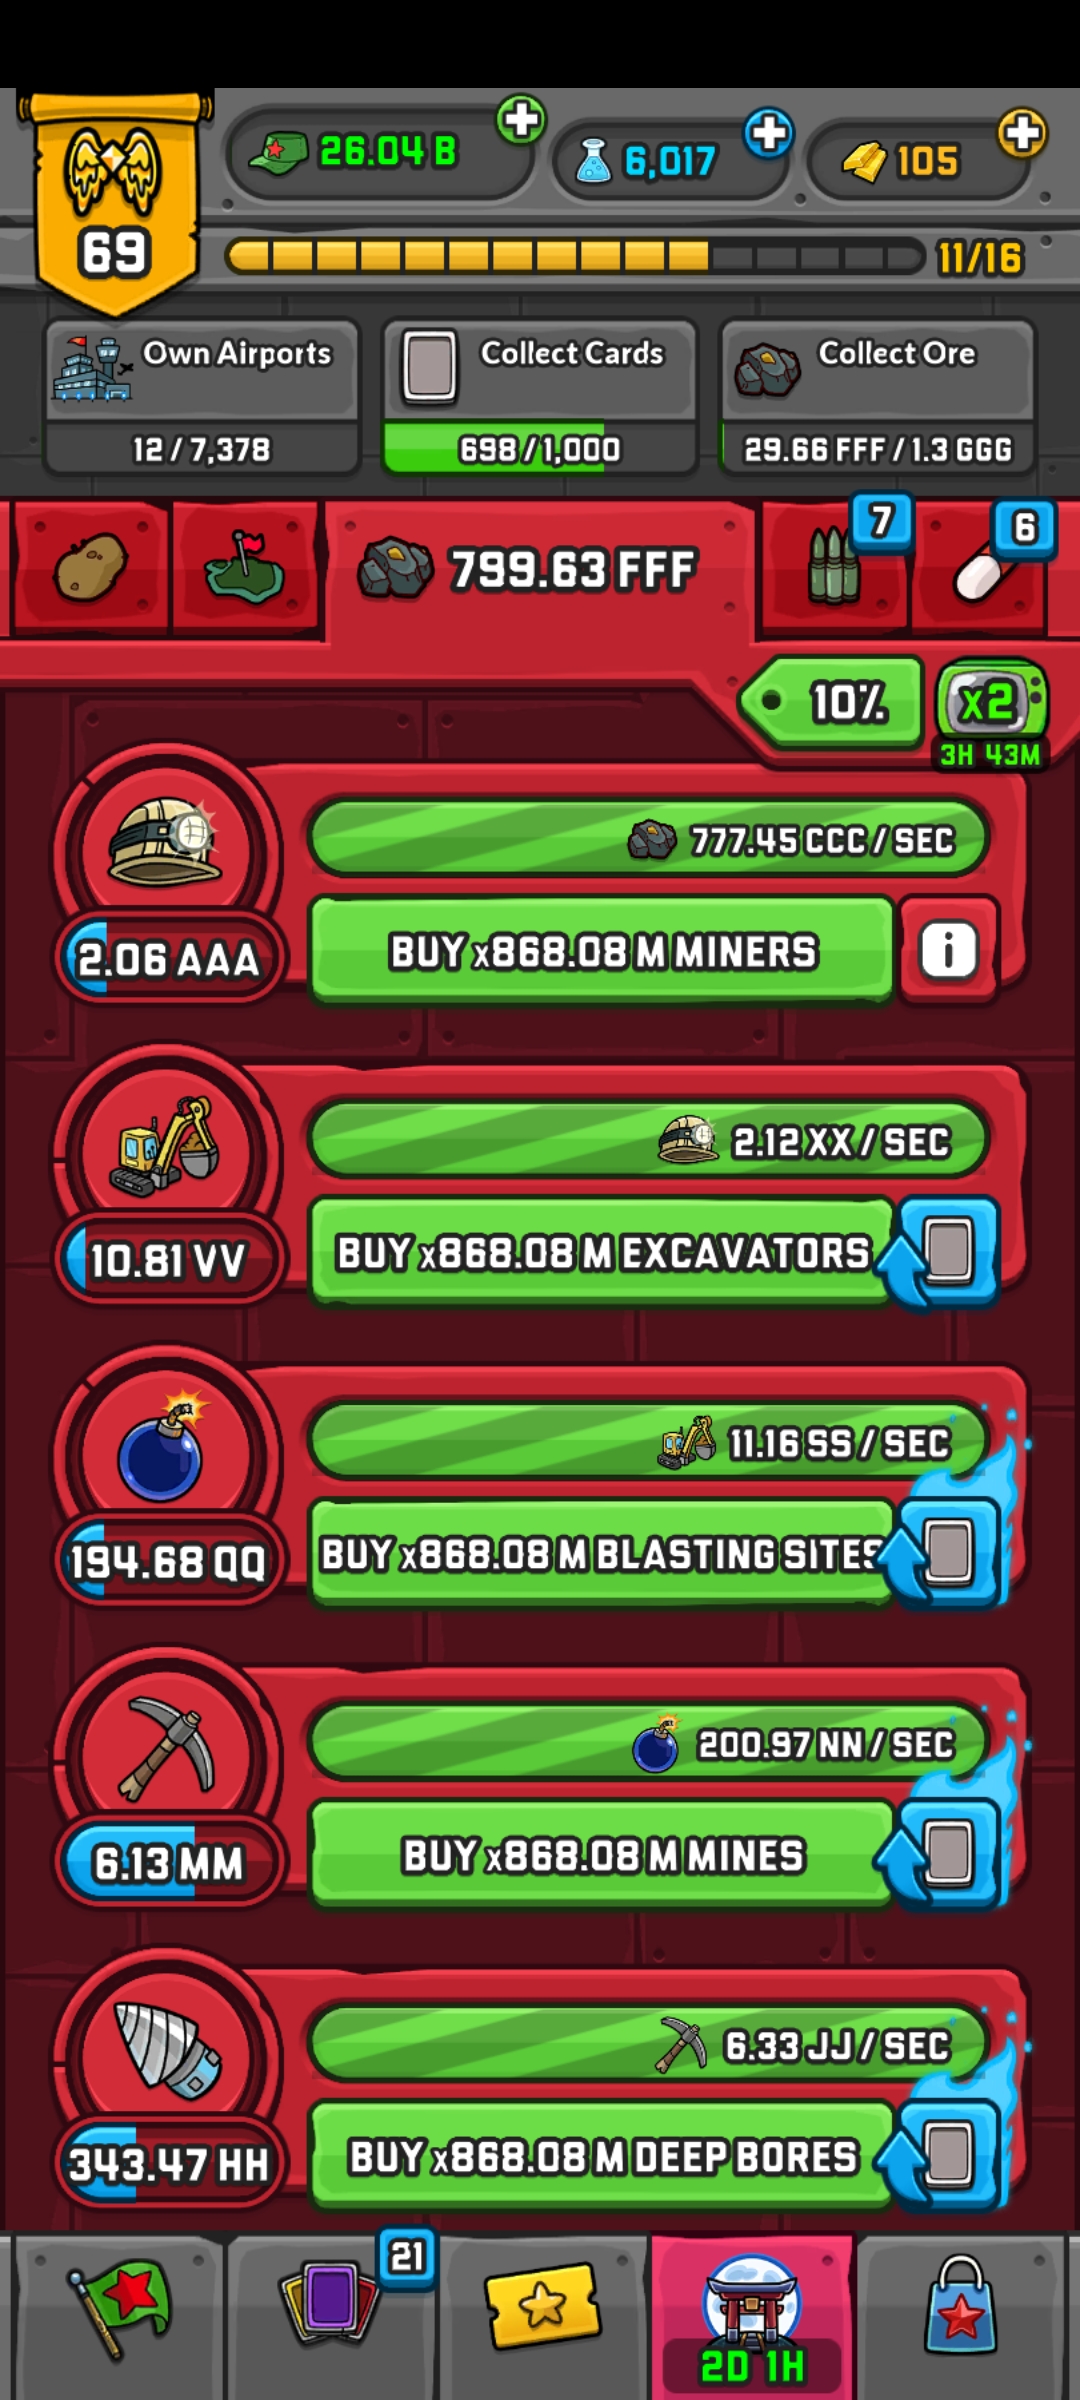 69
26.04 B
6,017
105
11/16
Own Airports
12 / 7,378
Collect Cards
698 / 1,000
Collect Ore
29.66 FFF / 1.3 GGG
799.63 FFF
7
6
10%
x2
3H 43M
777.45 CCC / SEC
2.06 AAA
BUY x868.08 M MINERS
i
2.12 XX / SEC
10.81 VV
BUY x868.08 M EXCAVATORS
11.16 SS / SEC
194.68 QQ
BUY x868.08 M BLASTING SITES
200.97 NN / SEC
6.13 MM
BUY x868.08 M MINES
6.33 JJ / SEC
343.47 HH
BUY x868.08 M DEEP BORES
21
2D 1H